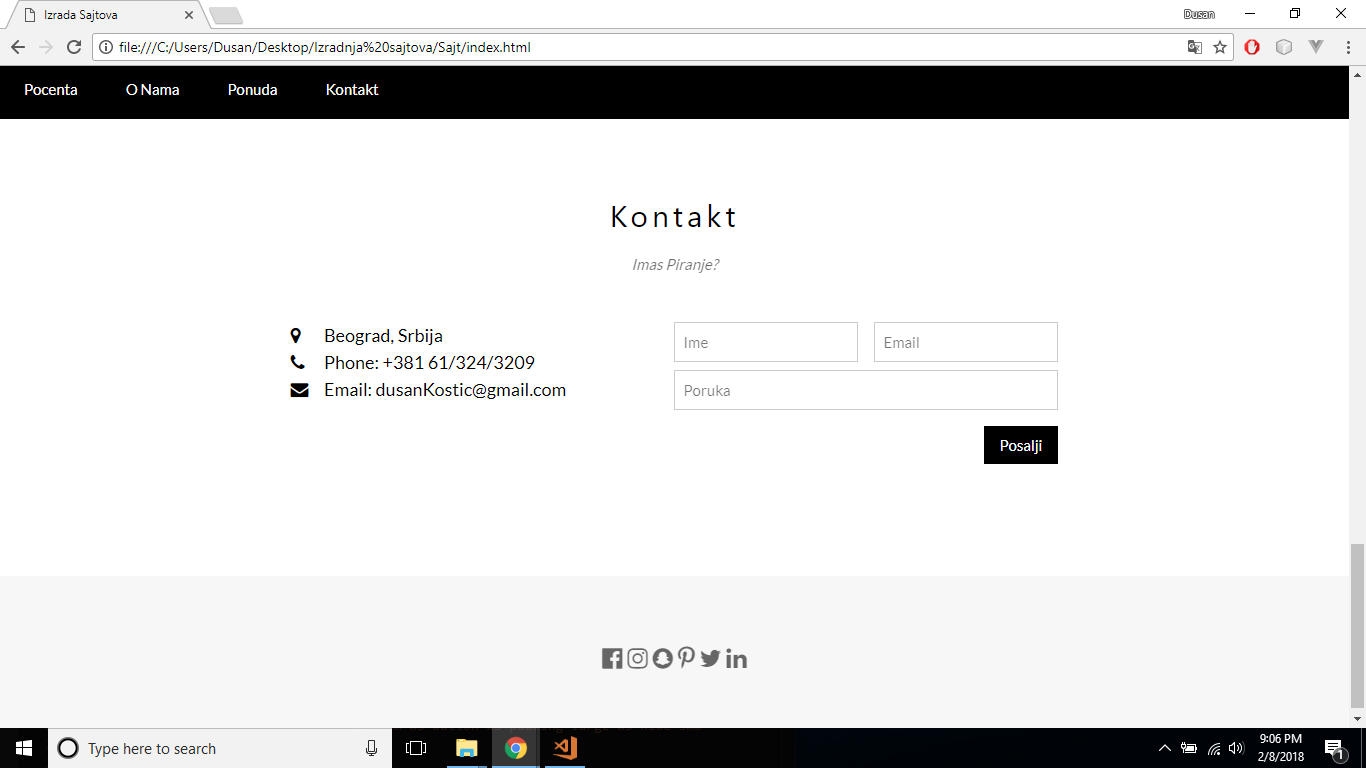 Izrada Sajtova
Dusan
file:///C:/Users/Dusan/Desktop/Izradnja%20sajtova/Sajt/index.html
Pocenta O Nama Ponuda Kontakt
Kontakt
Imas Piranje?
Beograd, Srbija
Phone: +381 61/324/3209
Email: dusanKostic@gmail.com
Ime Email
Poruka
Posalji
Type here to search
9:06 PM
2/8/2018
1